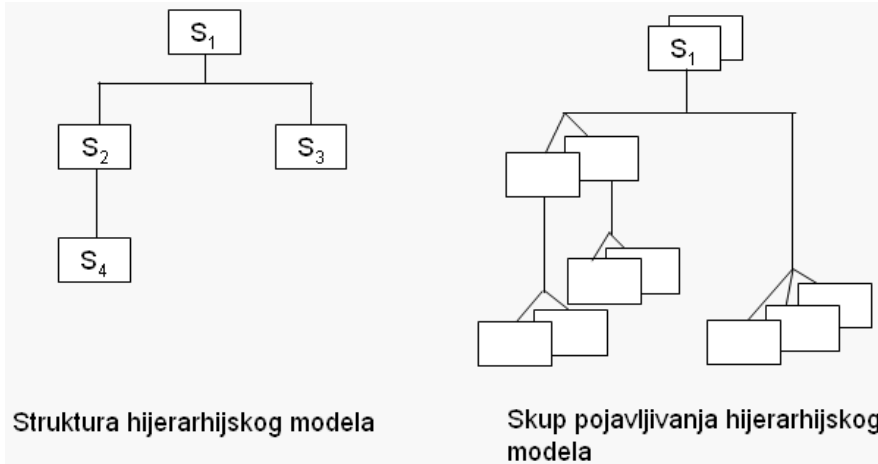 S₁
S₂
S₃
S₄
Struktura hijerarhijskog modela
S₁
Skup pojavljivanja hijerarhijskog
modela